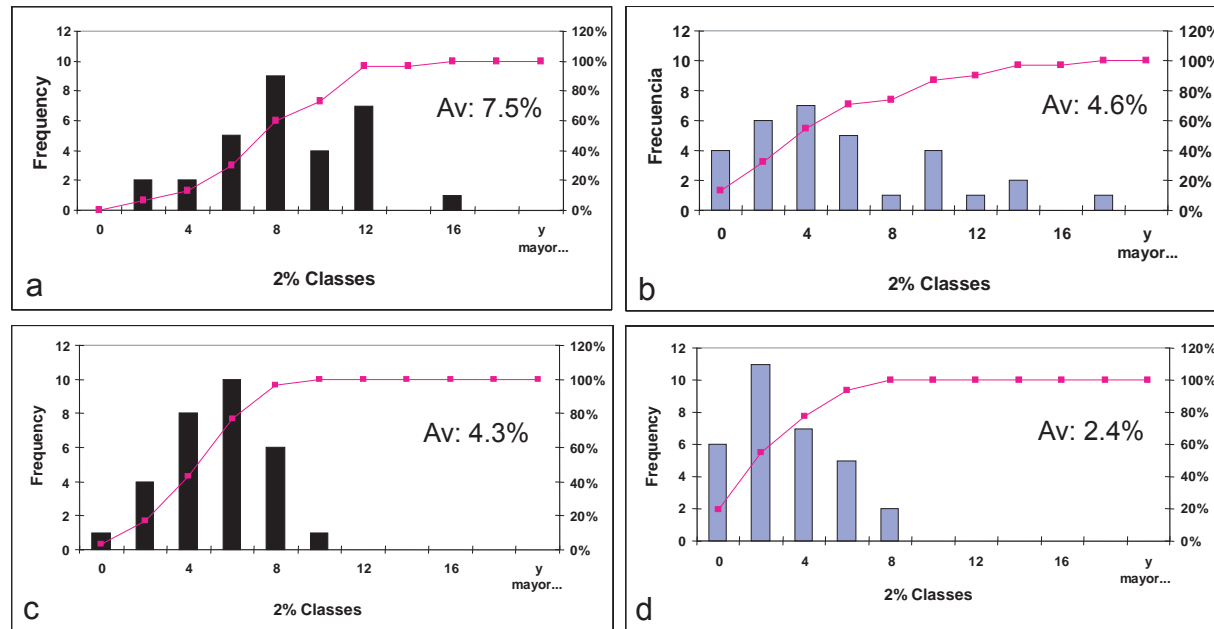 12 120%
10 100%
8 80%
6 60%
4 40%
2 20%
0 0%
0 4 8 12 16 y
mayor...
Frequency
Av: 7.5%
2% Classes
a
12 120%
10 100%
8 80%
6 60%
4 40%
2 20%
0 0%
0 4 8 12 16 y
mayor...
Frecuencia
Av: 4.6%
2% Classes
b
12 120%
10 100%
8 80%
6 60%
4 40%
2 20%
0 0%
0 4 8 12 16 y
mayor...
Frequency
Av: 4.3%
2% Classes
c
12 120%
10 100%
8 80%
6 60%
4 40%
2 20%
0 0%
0 4 8 12 16 y
mayor...
Frequency
Av: 2.4%
2% Classes
d